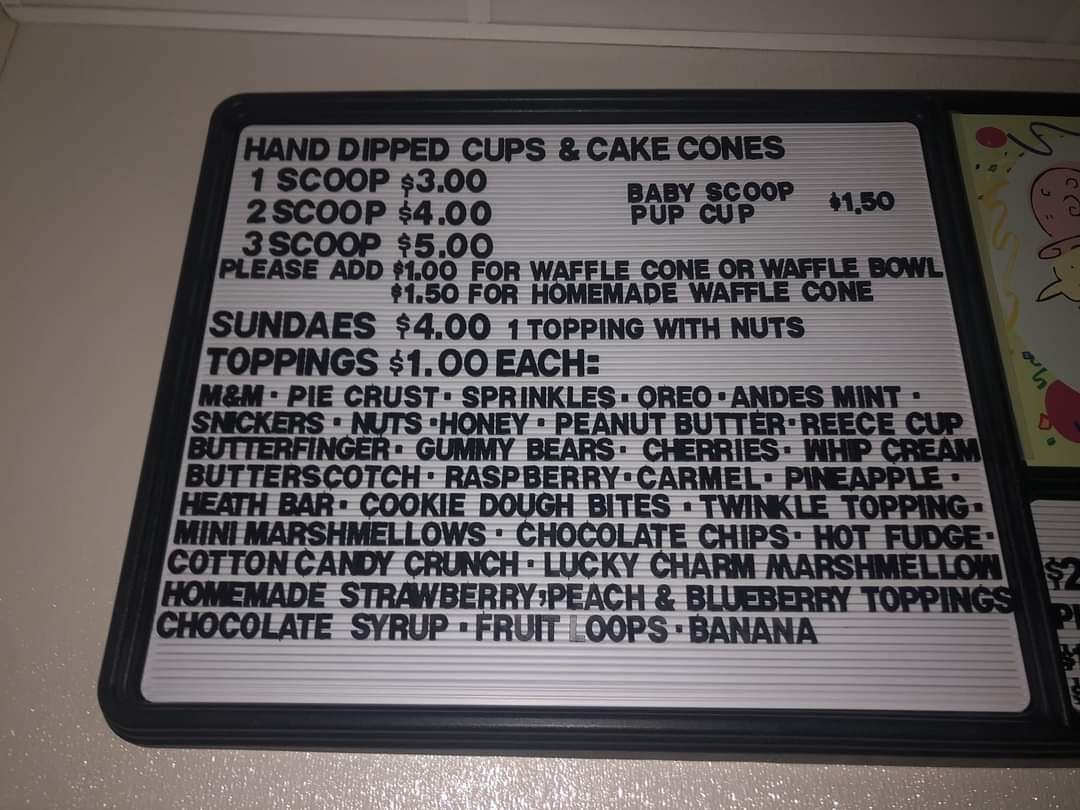 HAND DIPPED CUPS & CAKE CONES
1 SCOOP $3.00
2 SCOOP $4.00
3 SCOOP $5.00
BABY SCOOP
PUP CUP
$1.50
PLEASE ADD $1.00 FOR WAFFLE CONE OR WAFFLE BOWL
$1.50 FOR HOMEMADE WAFFLE CONE
SUNDAES $4.00 1 TOPPING WITH NUTS
TOPPINGS $1.00 EACH:
M&M · PIE CRUST · SPRINKLES · OREO · ANDES MINT ·
SNICKERS · NUTS · HONEY · PEANUT BUTTER · REECE CUP
BUTTERFINGER · GUMMY BEARS · CHERRIES · WHIP CREAM
BUTTERSCOTCH · RASPBERRY · CARMEL · PINEAPPLE ·
HEATH BAR · COOKIE DOUGH BITES · TWINKLE TOPPING ·
MINI MARSHMELLOWS · CHOCOLATE CHIPS · HOT FUDGE ·
COTTON CANDY CRUNCH · LUCKY CHARM MARSHMELLOW
HOMEMADE STRAWBERRY,PEACH & BLUEBERRY TOPPINGS
CHOCOLATE SYRUP · FRUIT LOOPS · BANANA